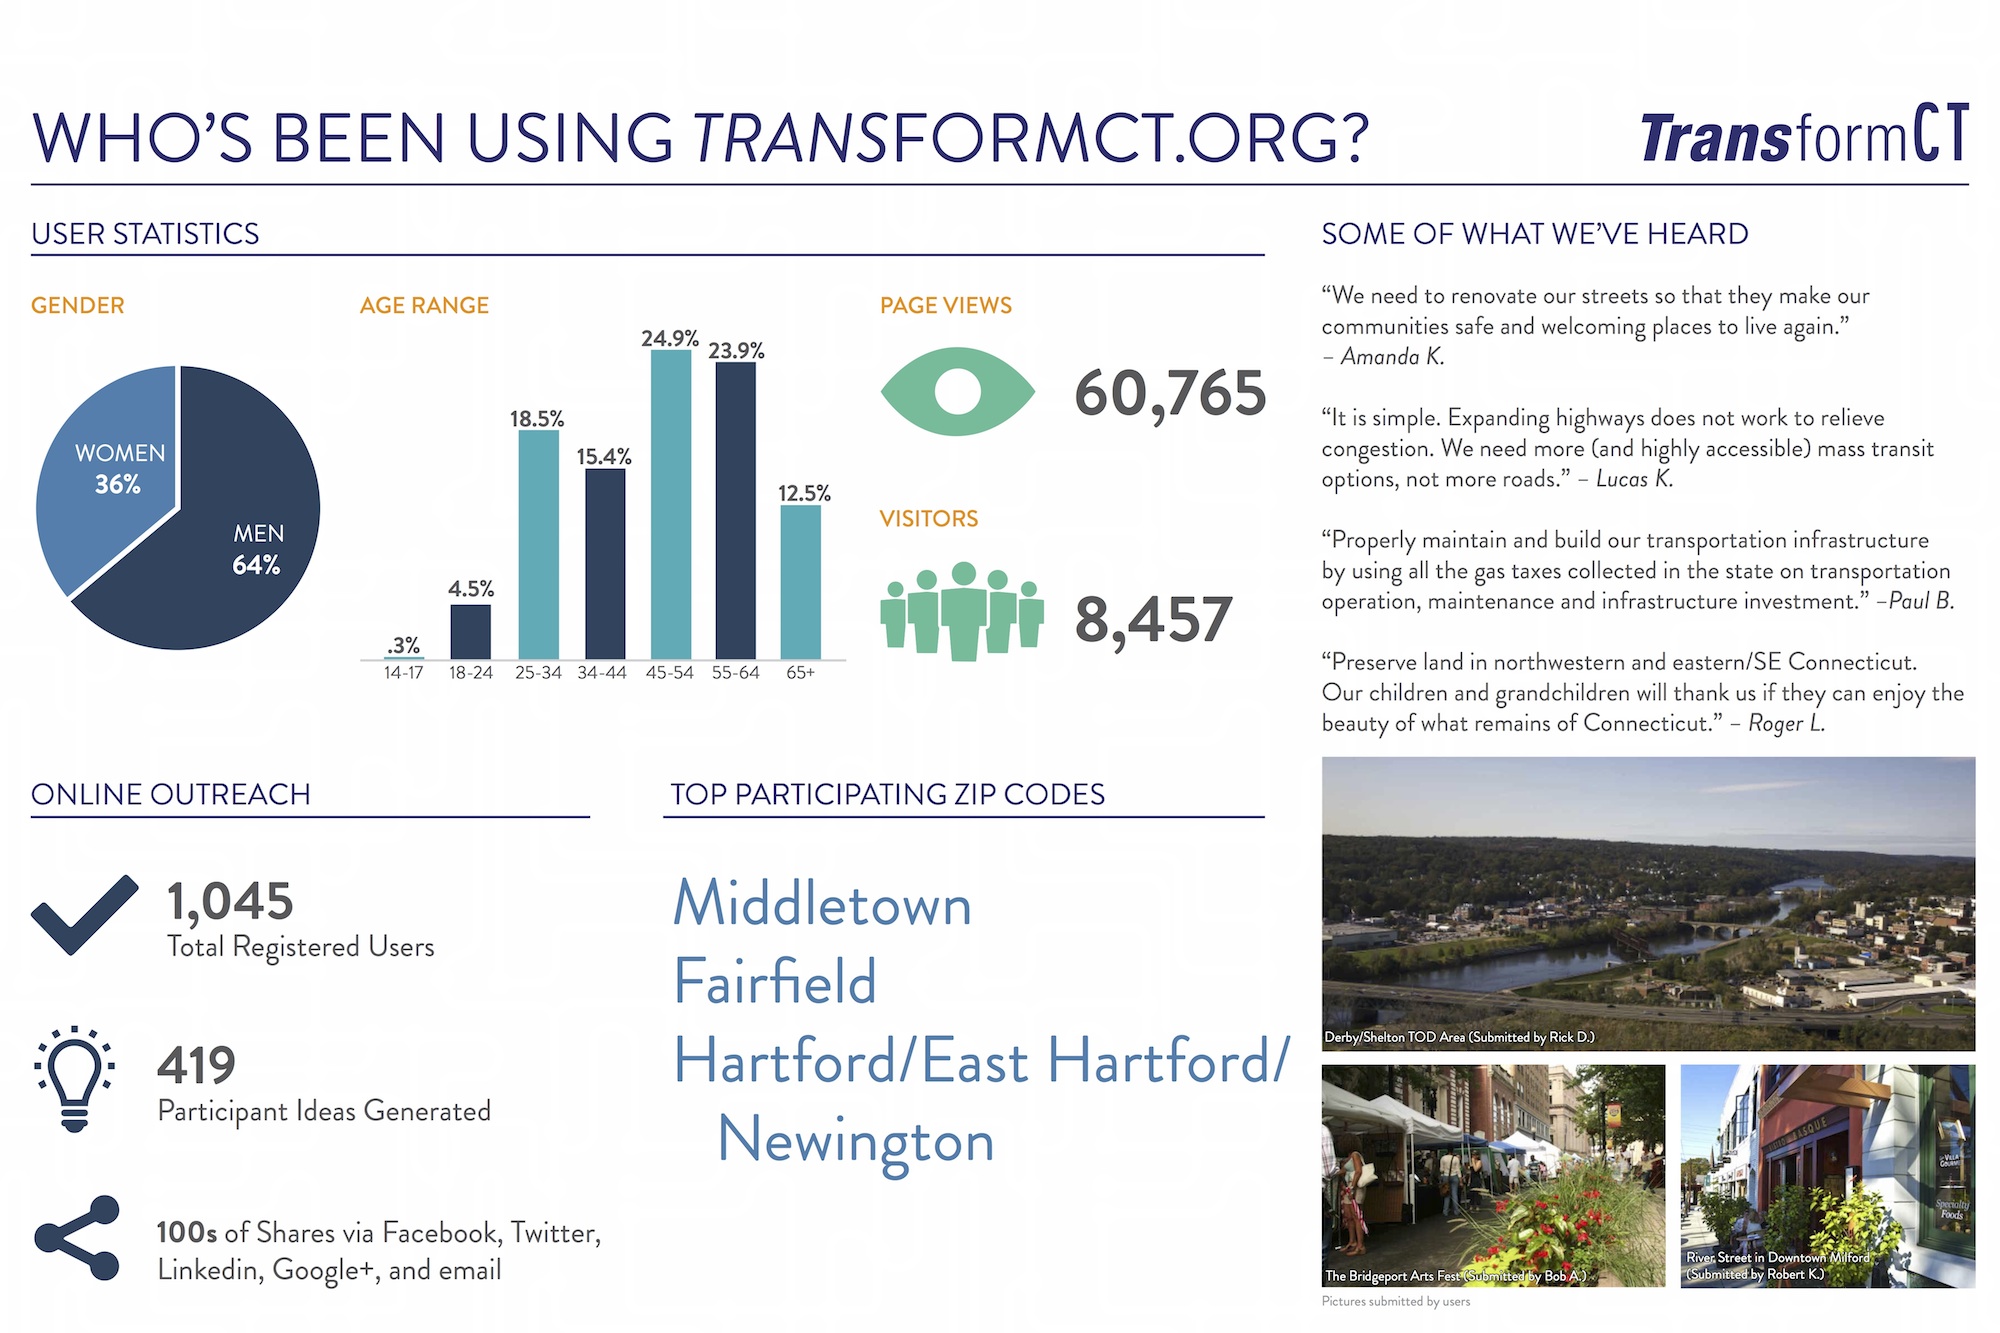 WHO'S BEEN USING TRANSFORMCT.ORG?
TransformCT
USER STATISTICS
GENDER
WOMEN
36%
MEN
64%
AGE RANGE
.3%
4.5%
18.5%
15.4%
24.9%
23.9%
12.5%
14-17
18-24
25-34
34-44
45-54
55-64
65+
PAGE VIEWS
60,765
VISITORS
8,457
ONLINE OUTREACH
1,045
Total Registered Users
419
Participant Ideas Generated
100s of Shares via Facebook, Twitter,
Linkedin, Google+, and email
TOP PARTICIPATING ZIP CODES
Middletown
Fairfield
Hartford/East Hartford/
Newington
SOME OF WHAT WE'VE HEARD
“We need to renovate our streets so that they make our
communities safe and welcoming places to live again.”
– Amanda K.
“It is simple. Expanding highways does not work to relieve
congestion. We need more (and highly accessible) mass transit
options, not more roads.” – Lucas K.
“Properly maintain and build our transportation infrastructure
by using all the gas taxes collected in the state on transportation
operation, maintenance and infrastructure investment.” –Paul B.
“Preserve land in northwestern and eastern/SE Connecticut.
Our children and grandchildren will thank us if they can enjoy the
beauty of what remains of Connecticut.” – Roger L.
Derby/Shelton TOD Area (Submitted by Rick D.)
The Bridgeport Arts Fest (Submitted by Bob A.)
BASQUE
Villa
Gourmet
Specialty
Foods
River Street in Downtown Milford
(Submitted by Robert K.)
Pictures submitted by users